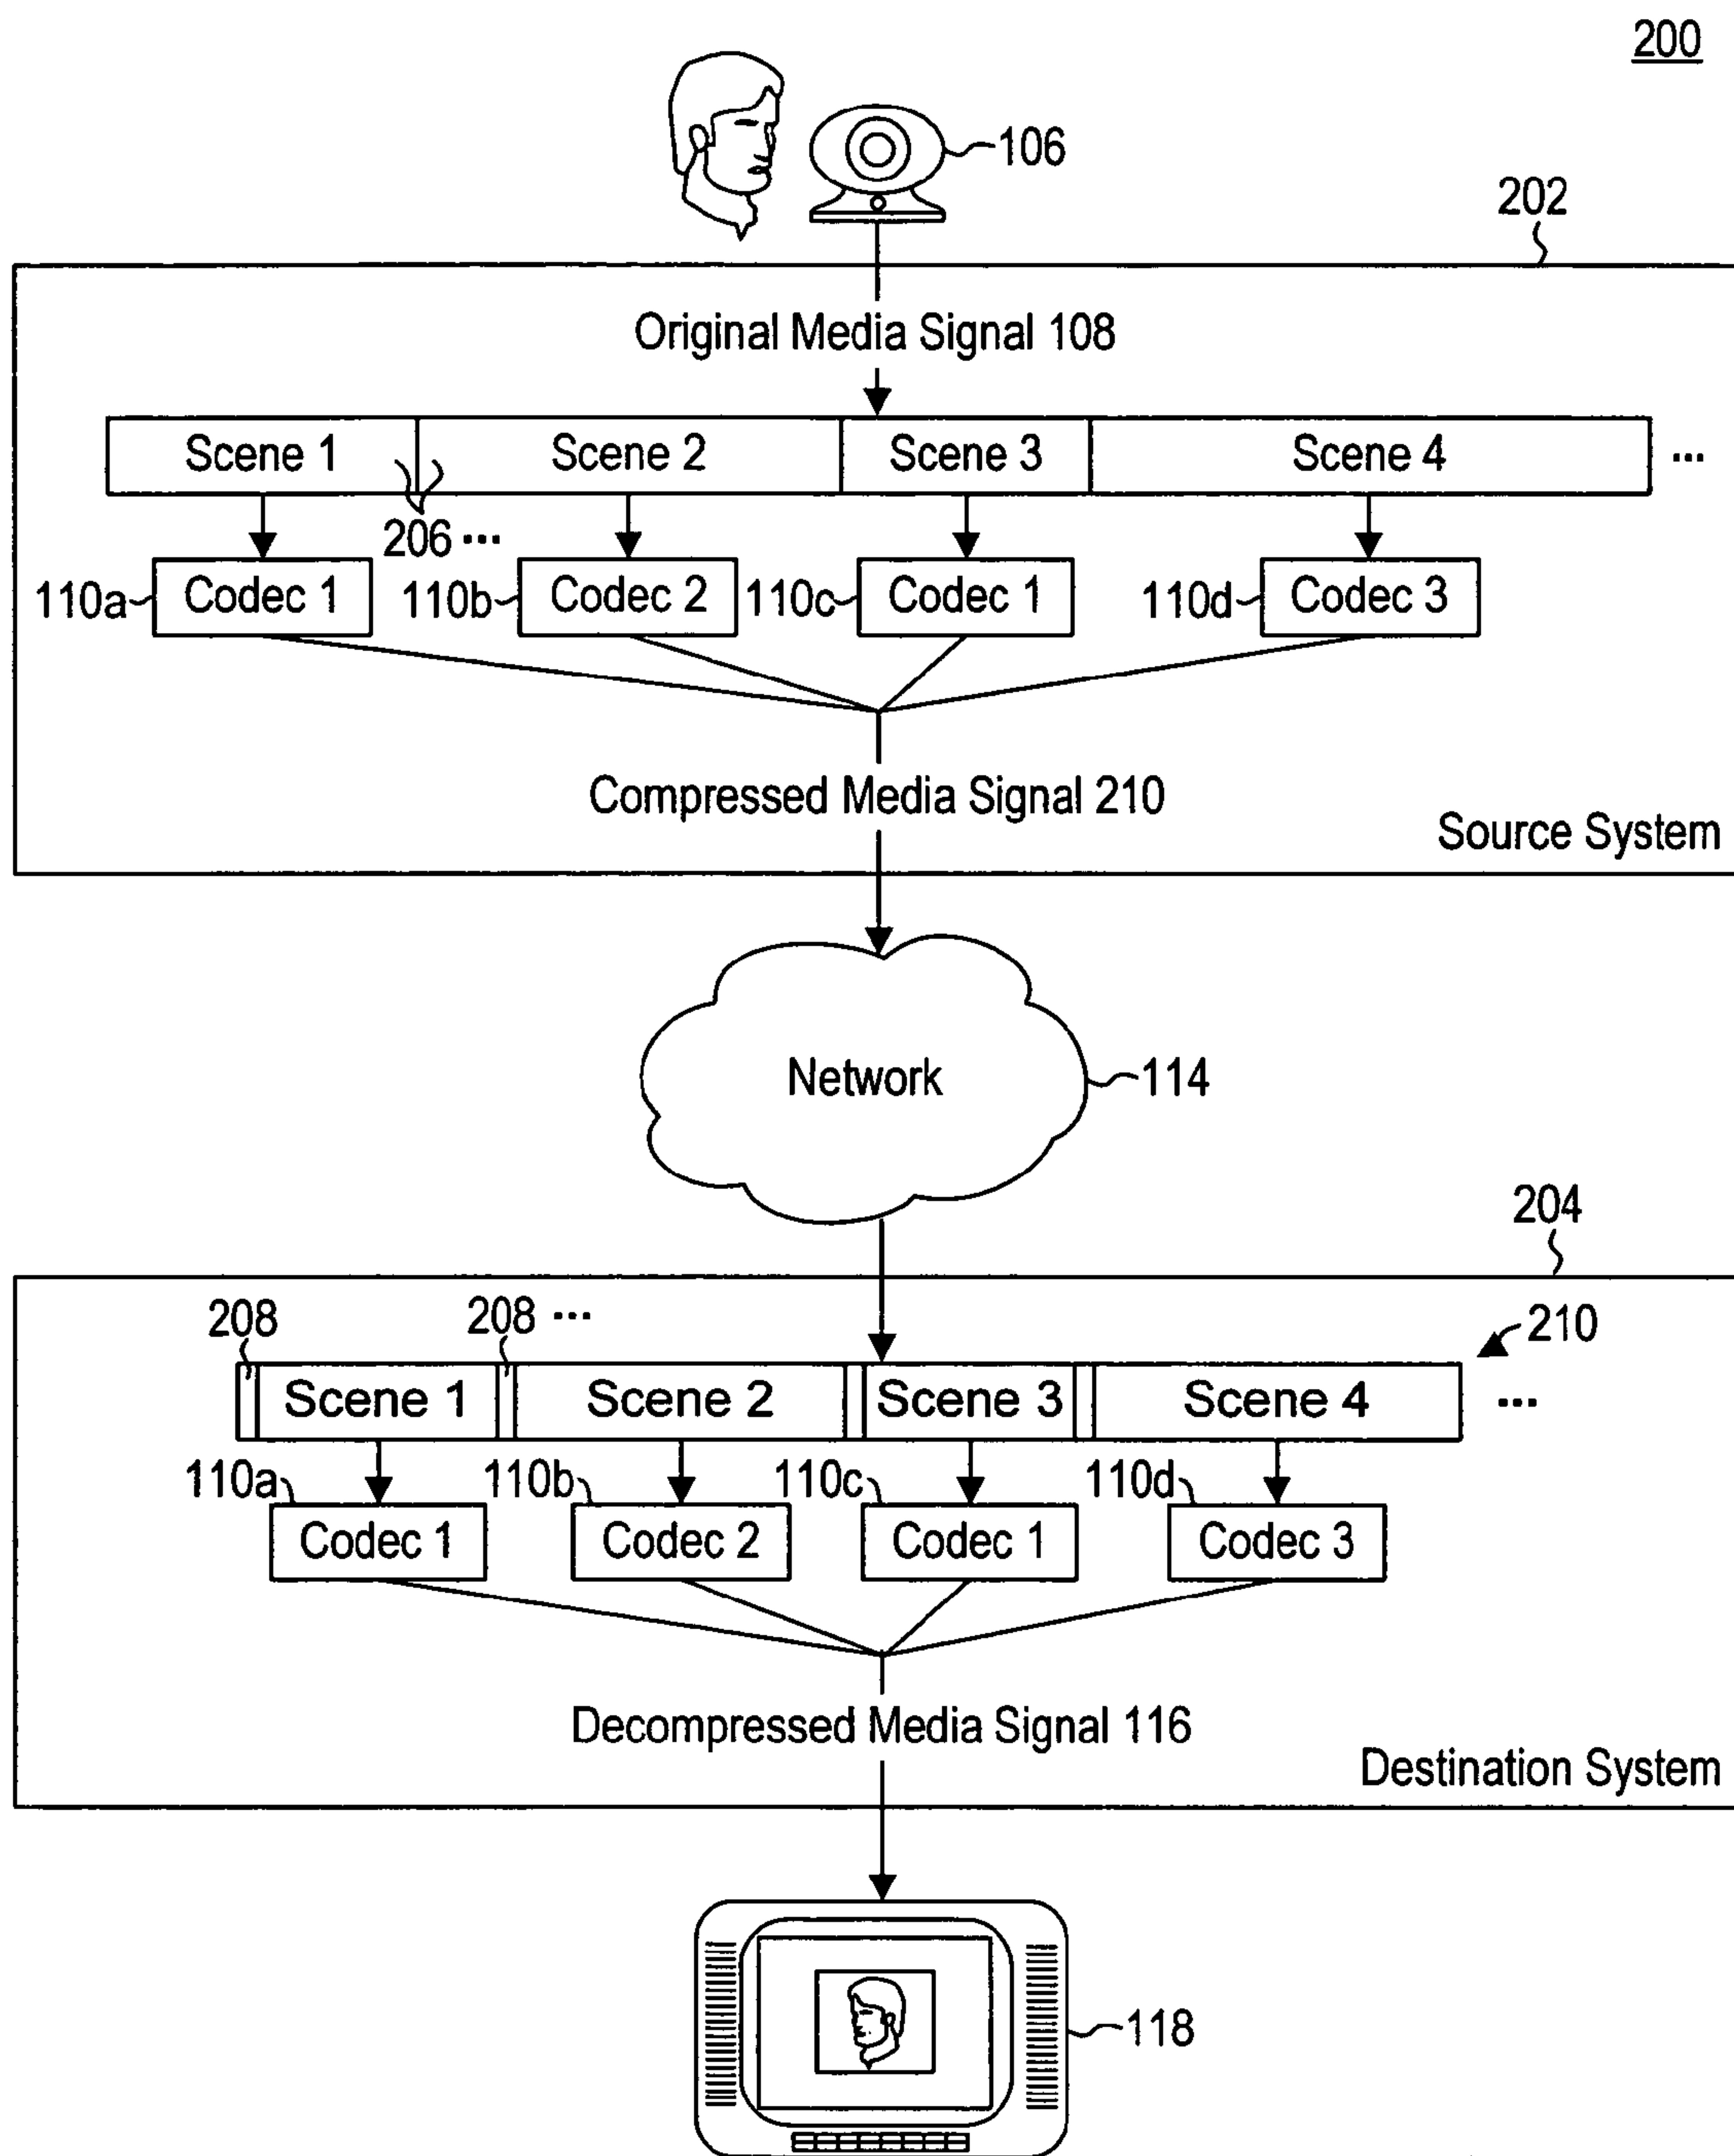 200
106
202
Original Media Signal 108
Scene 1 Scene 2 Scene 3 Scene 4 ...
206 ...
110a Codec 1 110b Codec 2 110c Codec 1 110d Codec 3
Compressed Media Signal 210
Source System
Network 114
204
208 208 ... 210
Scene 1 Scene 2 Scene 3 Scene 4 ...
110a 110b 110c 110d
Codec 1 Codec 2 Codec 1 Codec 3
Decompressed Media Signal 116
Destination System
118